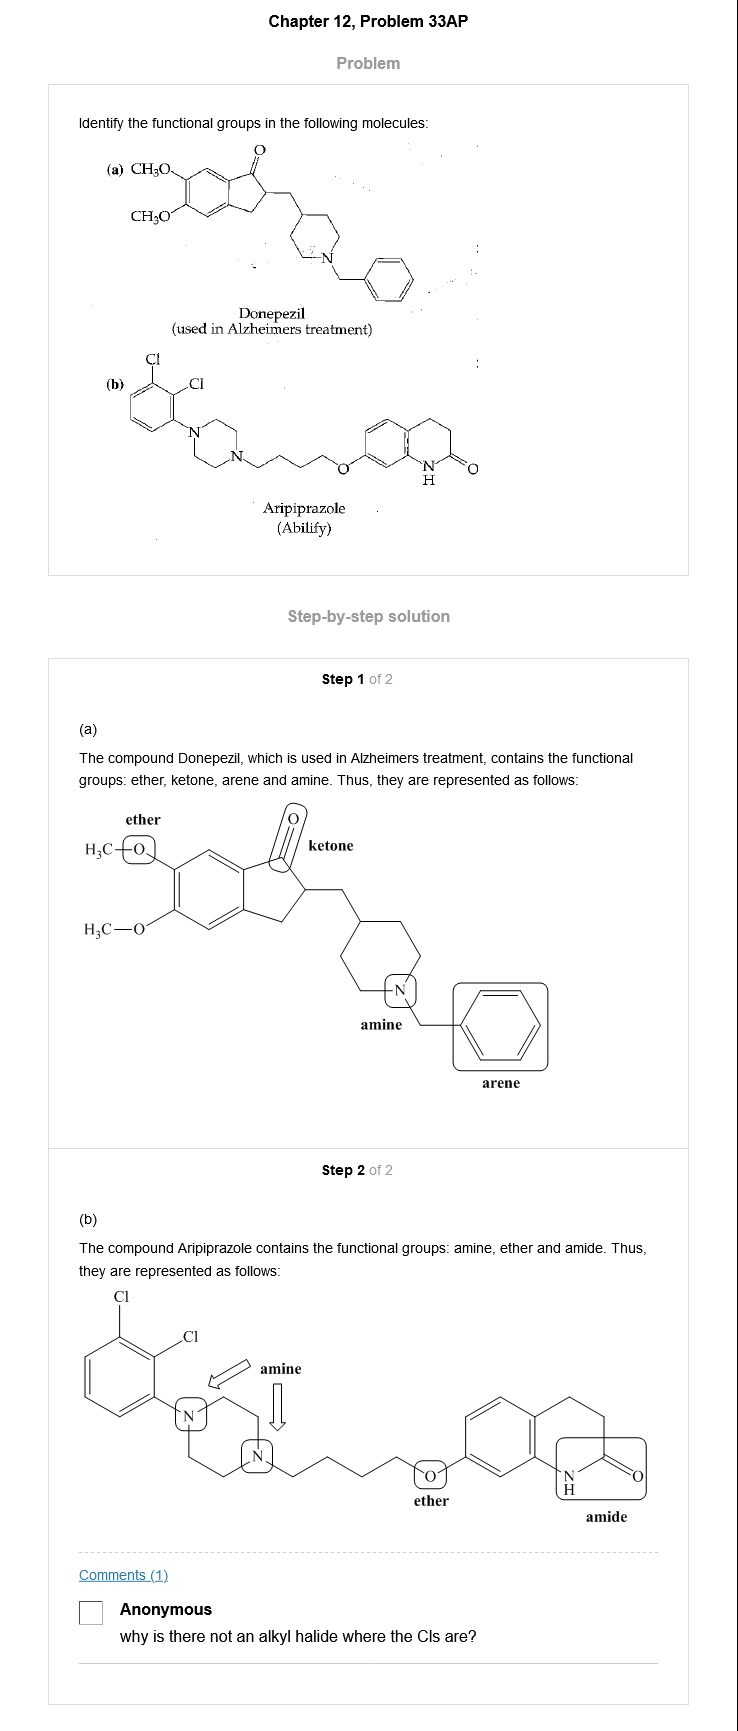 Chapter 12, Problem 33AP
Problem
Identify the functional groups in the following molecules:
O
(a) CH3O
CH3O
N
Donepezil
(used in Alzheimers treatment)
Cl
(b)
Cl
N
N
O
N
H
O
Aripiprazole
(Abilify)
Step-by-step solution
Step 1 of 2
(a)
The compound Donepezil, which is used in Alzheimers treatment, contains the functional
groups: ether, ketone, arene and amine. Thus, they are represented as follows:
ether
O
H3C—O
ketone
H3C—O
N
amine
arene
Step 2 of 2
(b)
The compound Aripiprazole contains the functional groups: amine, ether and amide. Thus,
they are represented as follows:
Cl
Cl
amine
N
N
O
ether
N
H
O
amide
Comments (1)
Anonymous
why is there not an alkyl halide where the Cls are?